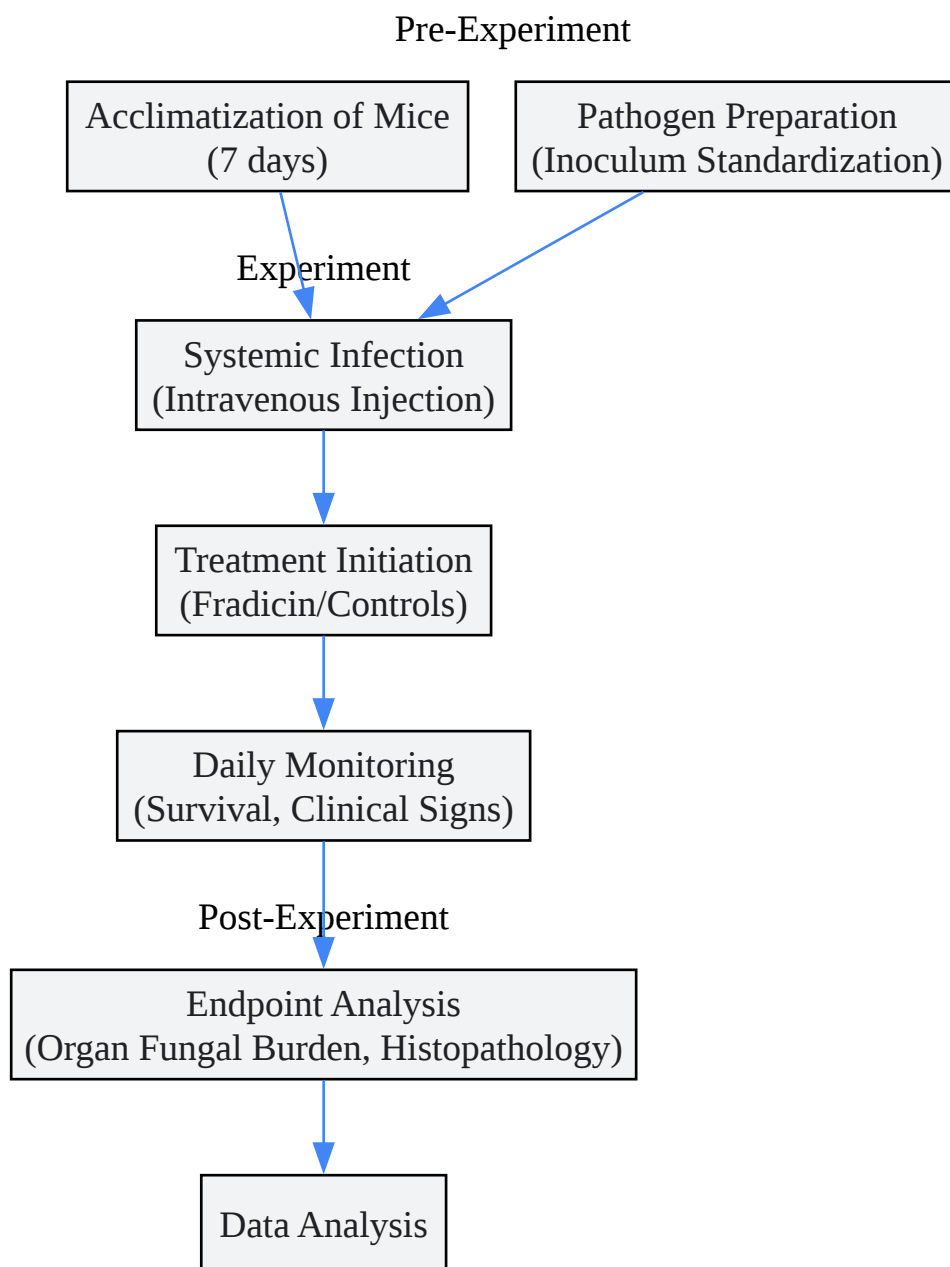 Pre-Experiment
Acclimatization of Mice
(7 days)
Pathogen Preparation
(Inoculum Standardization)
Experiment
Systemic Infection
(Intravenous Injection)
Treatment Initiation
(Fradicin/Controls)
Daily Monitoring
(Survival, Clinical Signs)
Post-Experiment
Endpoint Analysis
(Organ Fungal Burden, Histopathology)
Data Analysis